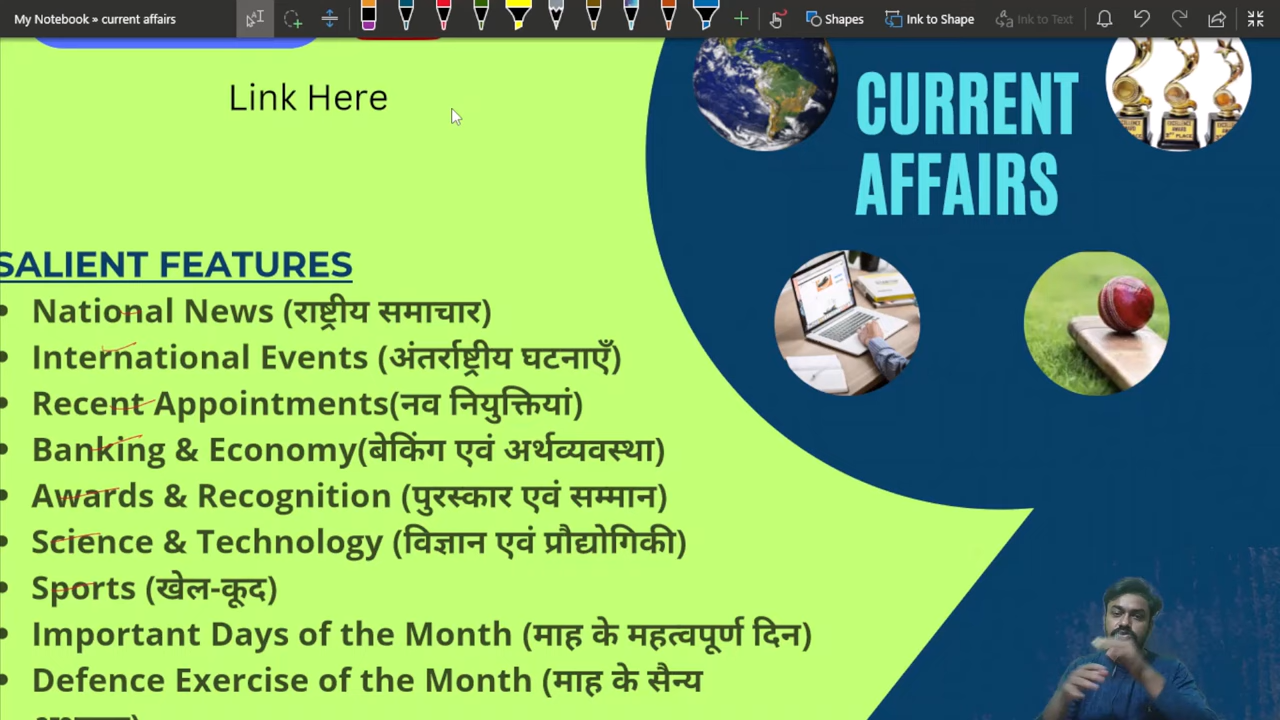 My Notebook » current affairs
Shapes
Ink to Shape
Ink to Text
Link Here
CURRENT
AFFAIRS
SALIENT FEATURES
National News (राष्ट्रीय समाचार)
International Events (अंतर्राष्ट्रीय घटनाएँ)
Recent Appointments(नव नियुक्तियां)
Banking & Economy(बेकिंग एवं अर्थव्यवस्था)
Awards & Recognition (पुरस्कार एवं सम्मान)
Science & Technology (विज्ञान एवं प्रौद्योगिकी)
Sports (खेल-कूद)
Important Days of the Month (माह के महत्वपूर्ण दिन)
Defence Exercise of the Month (माह के सैन्य